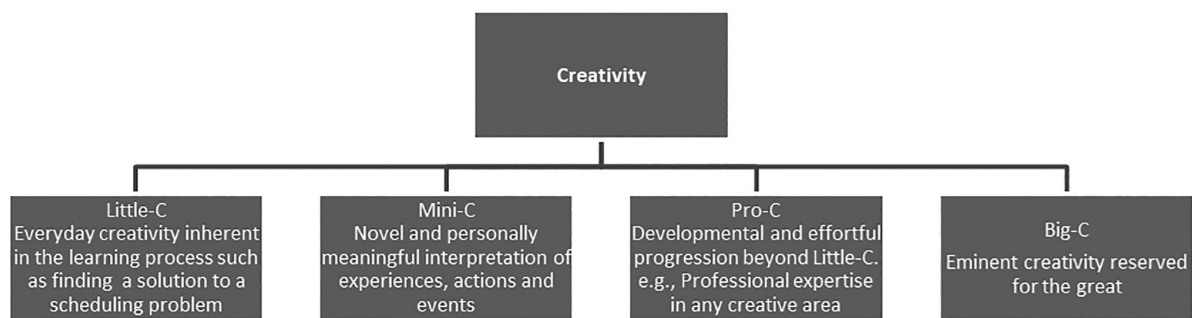 Creativity
Little-C
Everyday creativity inherent
in the learning process such
as finding a solution to a
scheduling problem
Mini-C
Novel and personally
meaningful interpretation of
experiences, actions and
events
Pro-C
Developmental and effortful
progression beyond Little-C.
e.g., Professional expertise
in any creative area
Big-C
Eminent creativity reserved
for the great